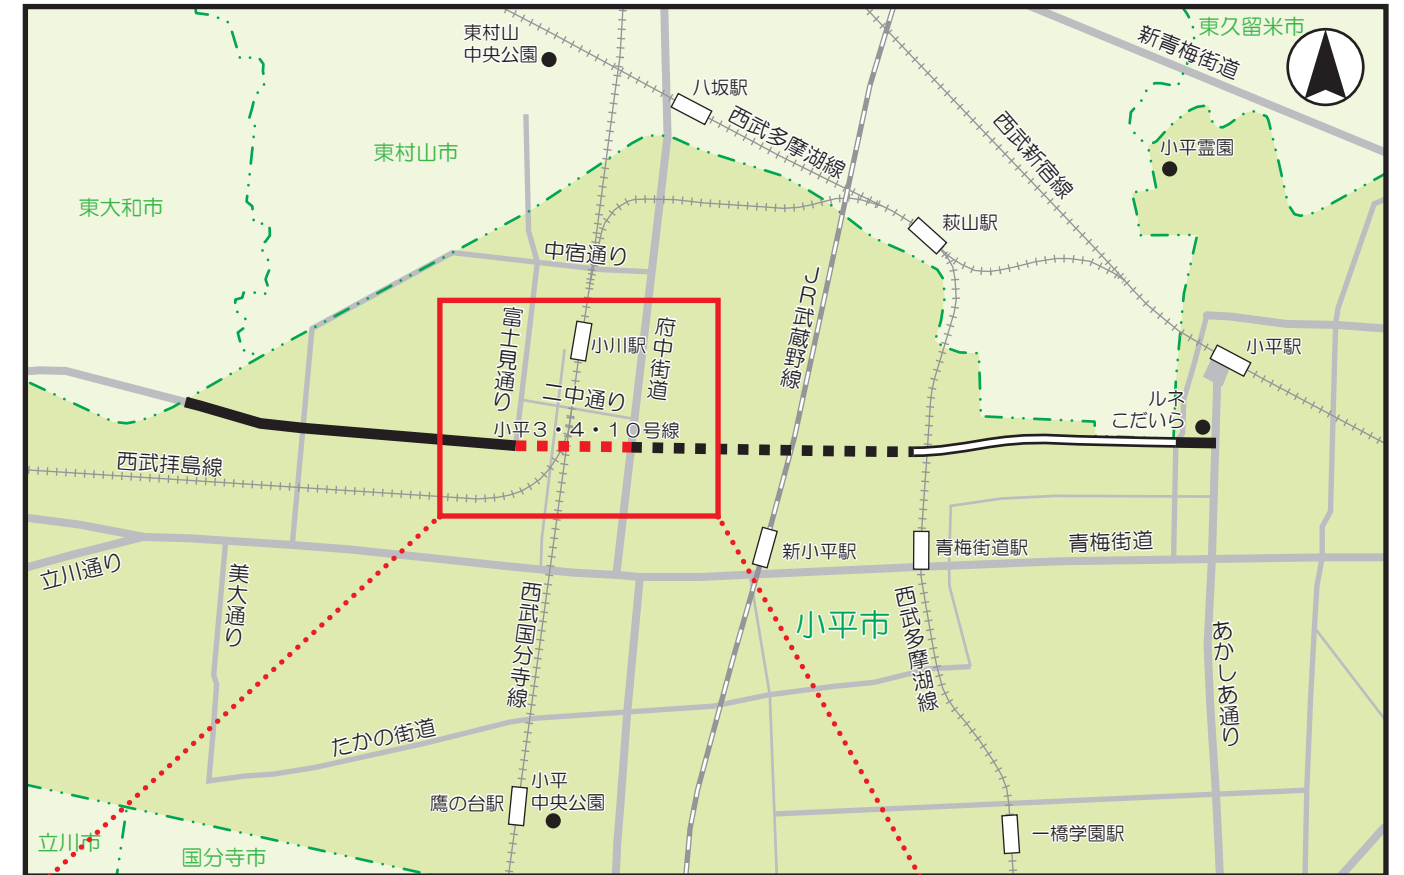 東村山
中央公園
東久留米市
新青梅街道
八坂駅
西武多摩湖線
西武新宿線
小平霊園
東村山市
東大和市
萩山駅
中宿通り
JR武蔵野線
富士見通り
小川駅
府中街道
二中通り
小平3・4・10号線
小平駅
ルネ
こだいら
西武拝島線
立川通り
美大通り
西武国分寺線
新小平駅
青梅街道駅
青梅街道
小平市
西武多摩湖線
あかしあ通り
たかの街道
鷹の台駅
小平
中央公園
一橋学園駅
立川市
国分寺市